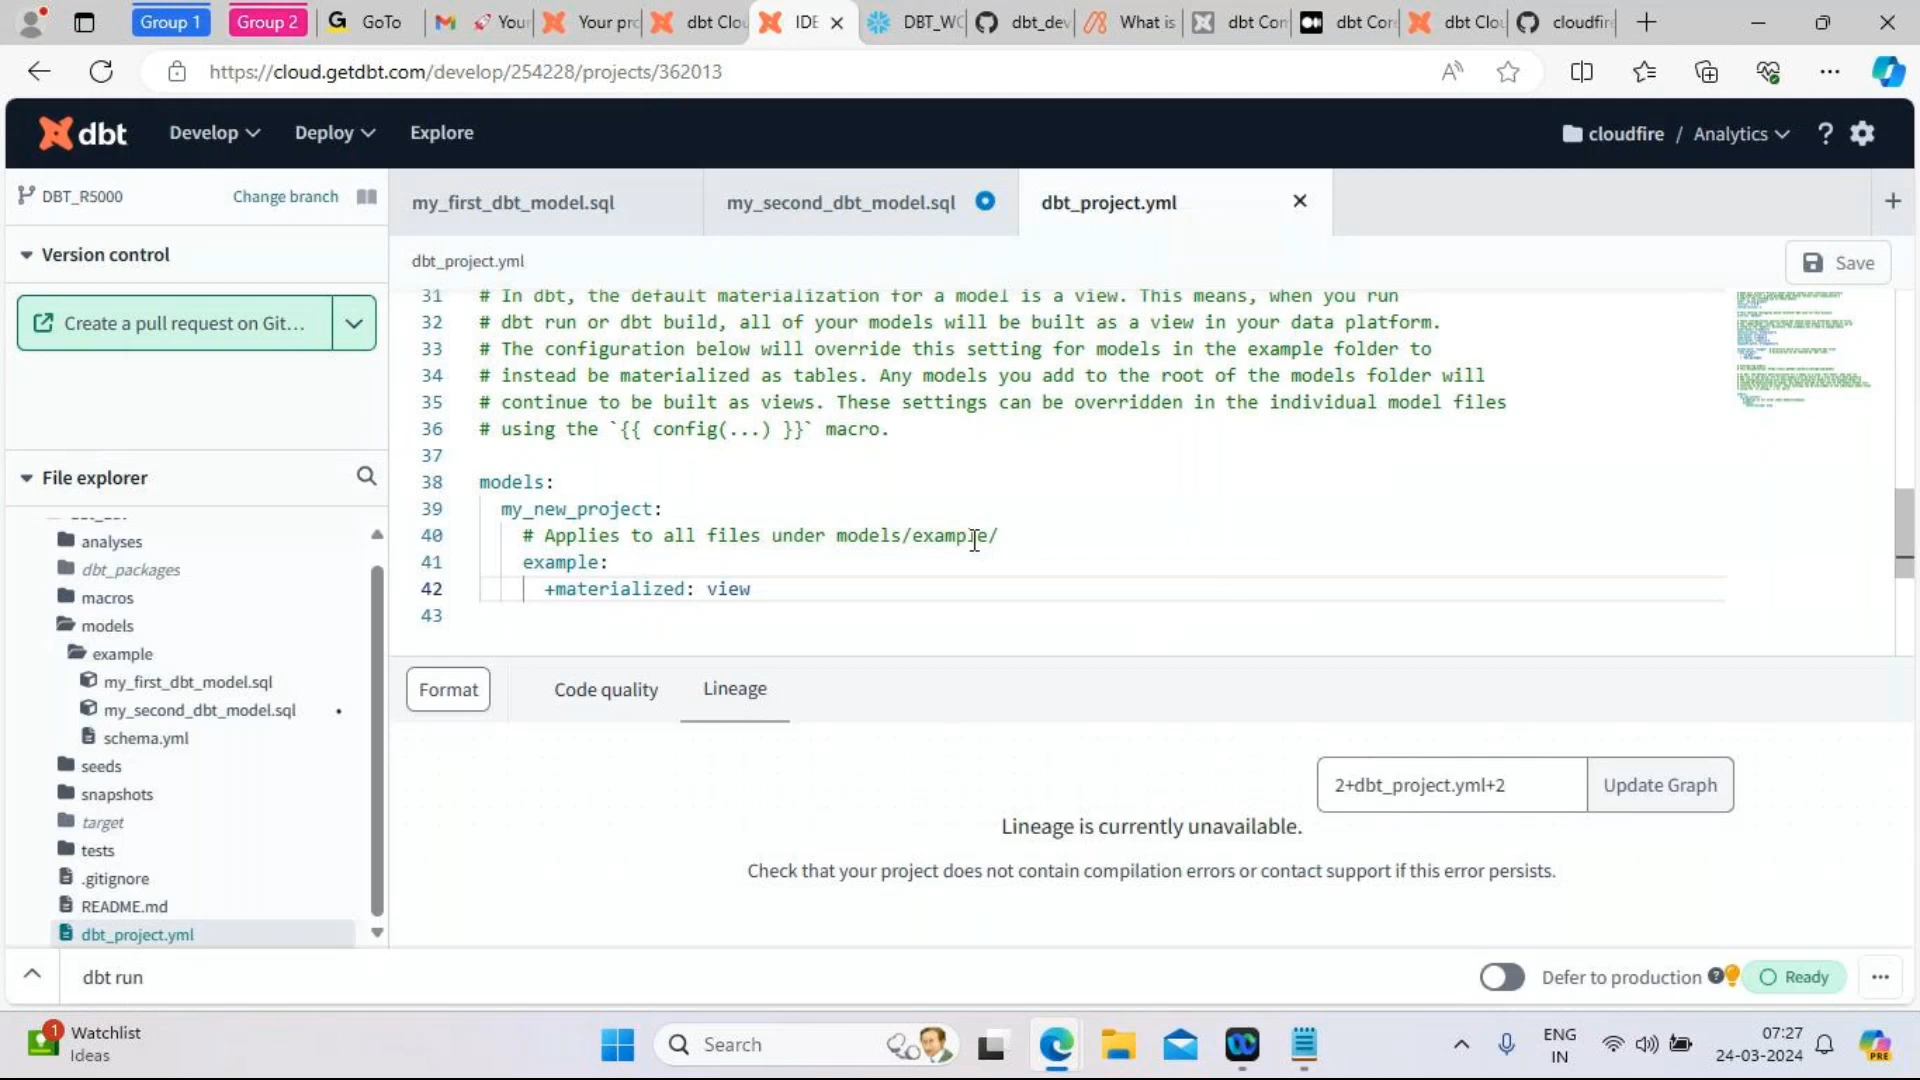 Group 1
Group 2
GoTo
Your
Your pro
dbt Clou
IDE
DBT_WC
dbt_dev
What is
dbt Con
dbt Cor
dbt Clou
cloudfire
https://cloud.getdbt.com/develop/254228/projects/362013
dbt
Develop
Deploy
Explore
cloudfire / Analytics
DBT_R5000
Change branch
my_first_dbt_model.sql
my_second_dbt_model.sql
dbt_project.yml
Version control
dbt_project.yml
Save
Create a pull request on Git...
31 # In dbt, the default materialization for a model is a view. This means, when you run
32 # dbt run or dbt build, all of your models will be built as a view in your data platform.
33 # The configuration below will override this setting for models in the example folder to
34 # instead be materialized as tables. Any models you add to the root of the models folder will
35 # continue to be built as views. These settings can be overridden in the individual model files
36 # using the `{{ config(...) }}` macro.
37
38 models:
39 my_new_project:
40 # Applies to all files under models/example/
41 example:
42 +materialized: view
43
File explorer
analyses
dbt_packages
macros
models
example
my_first_dbt_model.sql
my_second_dbt_model.sql
schema.yml
seeds
snapshots
target
tests
.gitignore
README.md
dbt_project.yml
Format
Code quality
Lineage
2+dbt_project.yml+2
Update Graph
Lineage is currently unavailable.
Check that your project does not contain compilation errors or contact support if this error persists.
dbt run
Defer to production
Ready
1
Watchlist
Ideas
Search
ENG
IN
07:27
24-03-2024
PRE